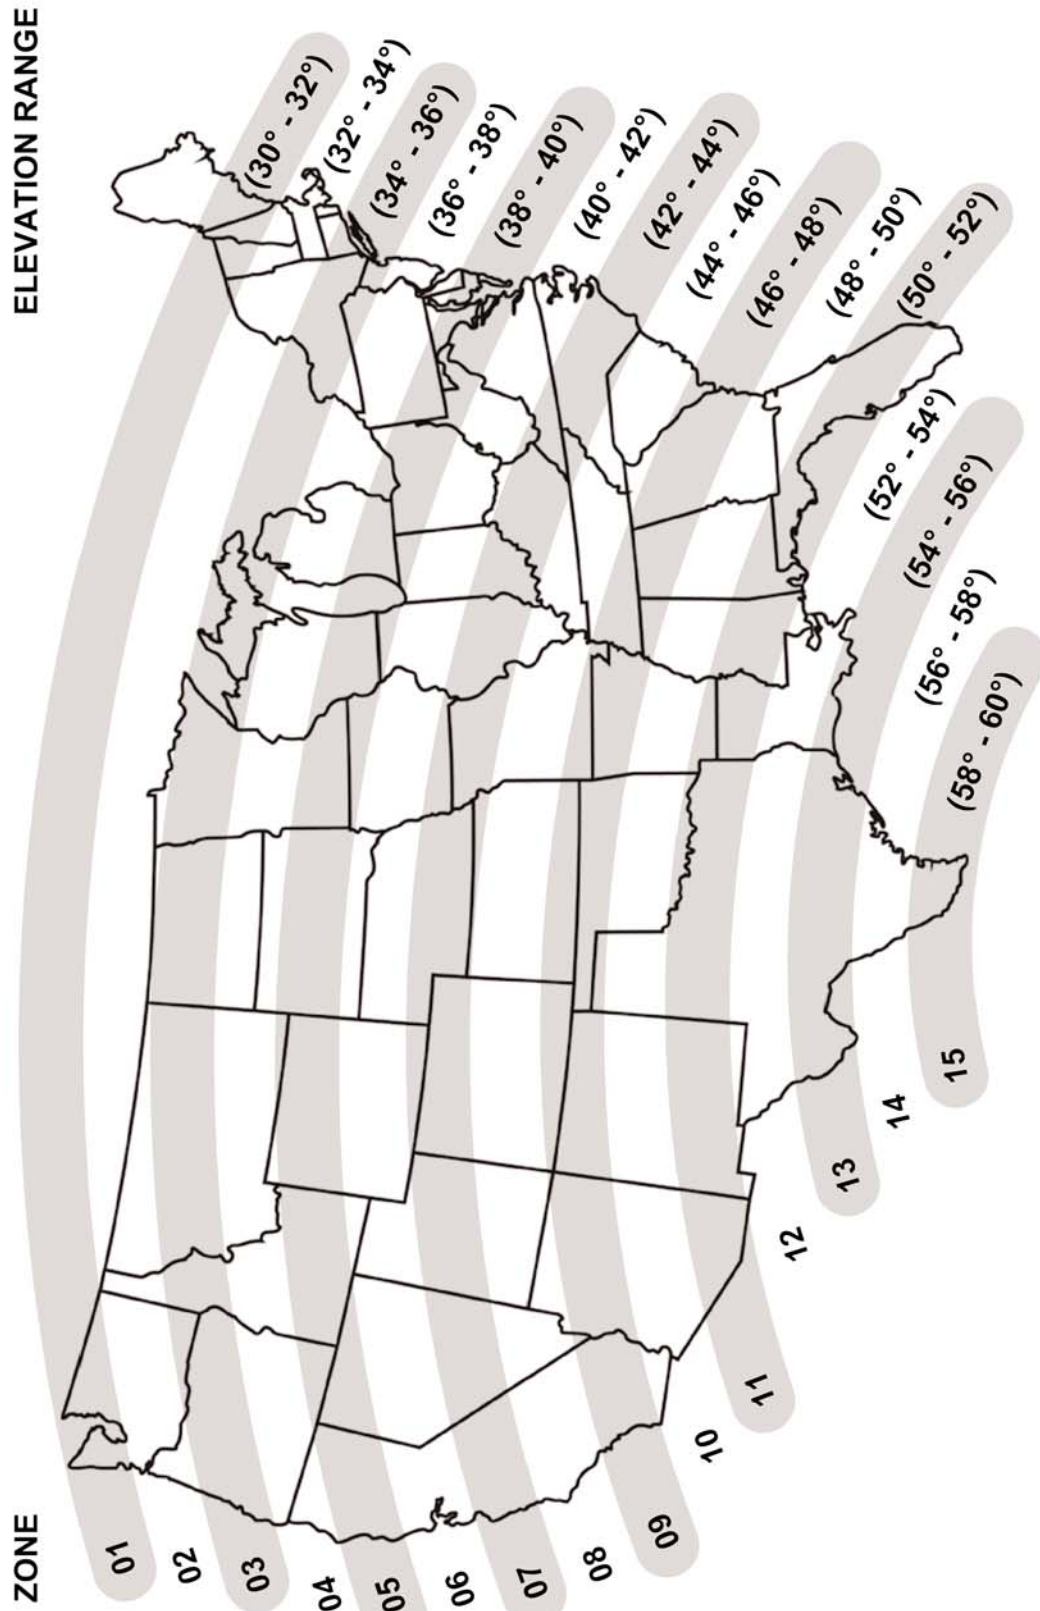 ZONE
ELEVATION RANGE
01
02
03
04
05
06
07
08
09
10
11
12
13
14
15
(30° - 32°)
(32° - 34°)
(34° - 36°)
(36° - 38°)
(38° - 40°)
(40° - 42°)
(42° - 44°)
(44° - 46°)
(46° - 48°)
(48° - 50°)
(50° - 52°)
(52° - 54°)
(54° - 56°)
(56° - 58°)
(58° - 60°)